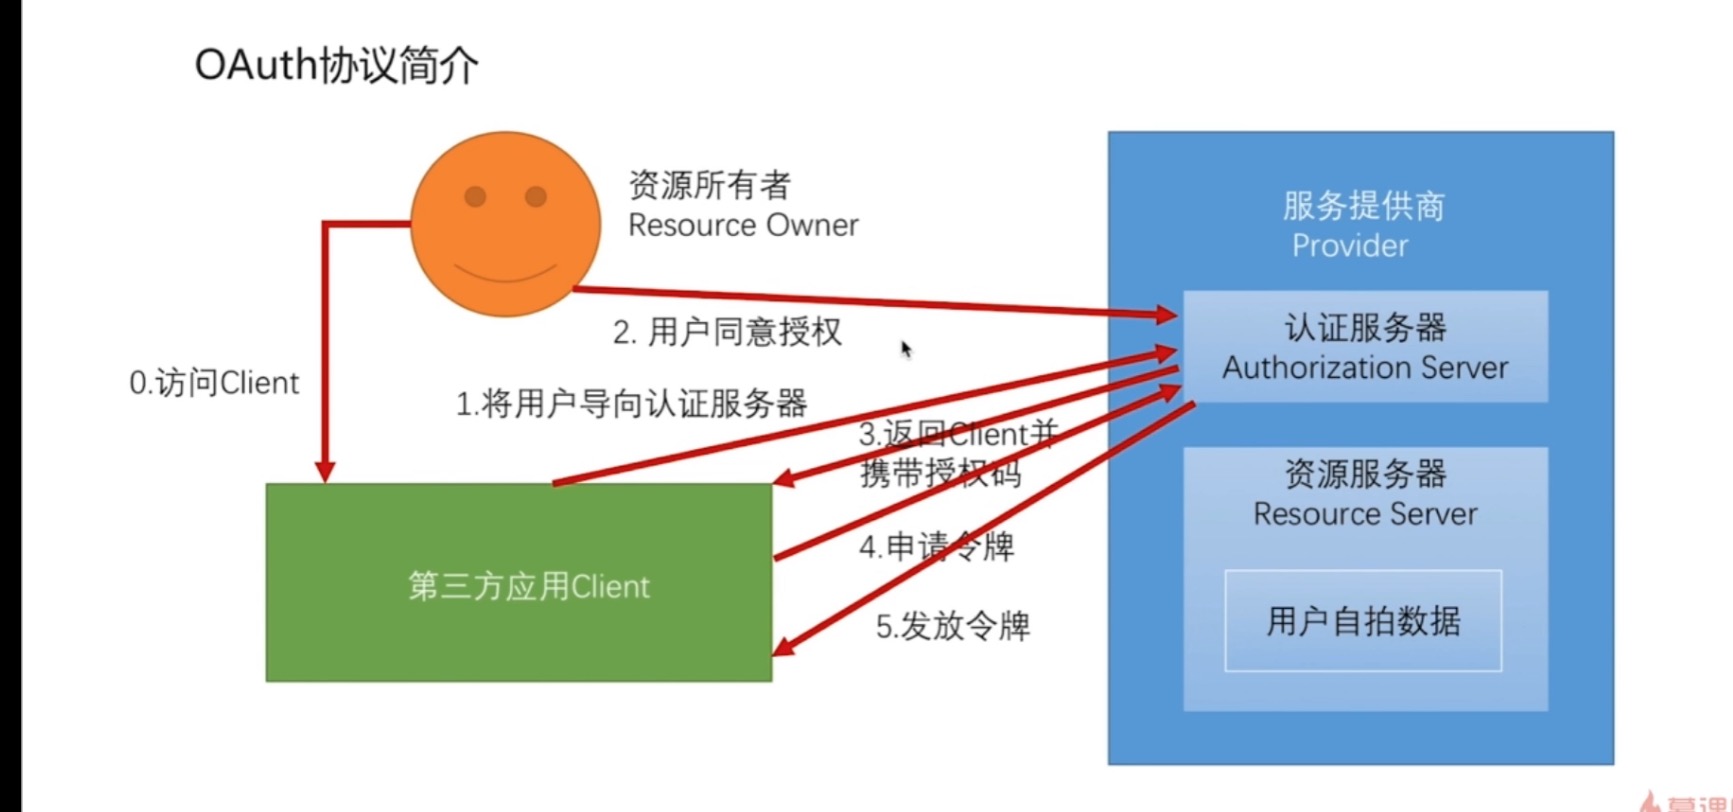 OAuth协议简介
资源所有者
Resource Owner
服务提供商
Provider
2. 用户同意授权
认证服务器
Authorization Server
0.访问Client
1.将用户导向认证服务器
3.返回Client并
携带授权码
资源服务器
Resource Server
4.申请令牌
第三方应用Client
5.发放令牌
用户自拍数据